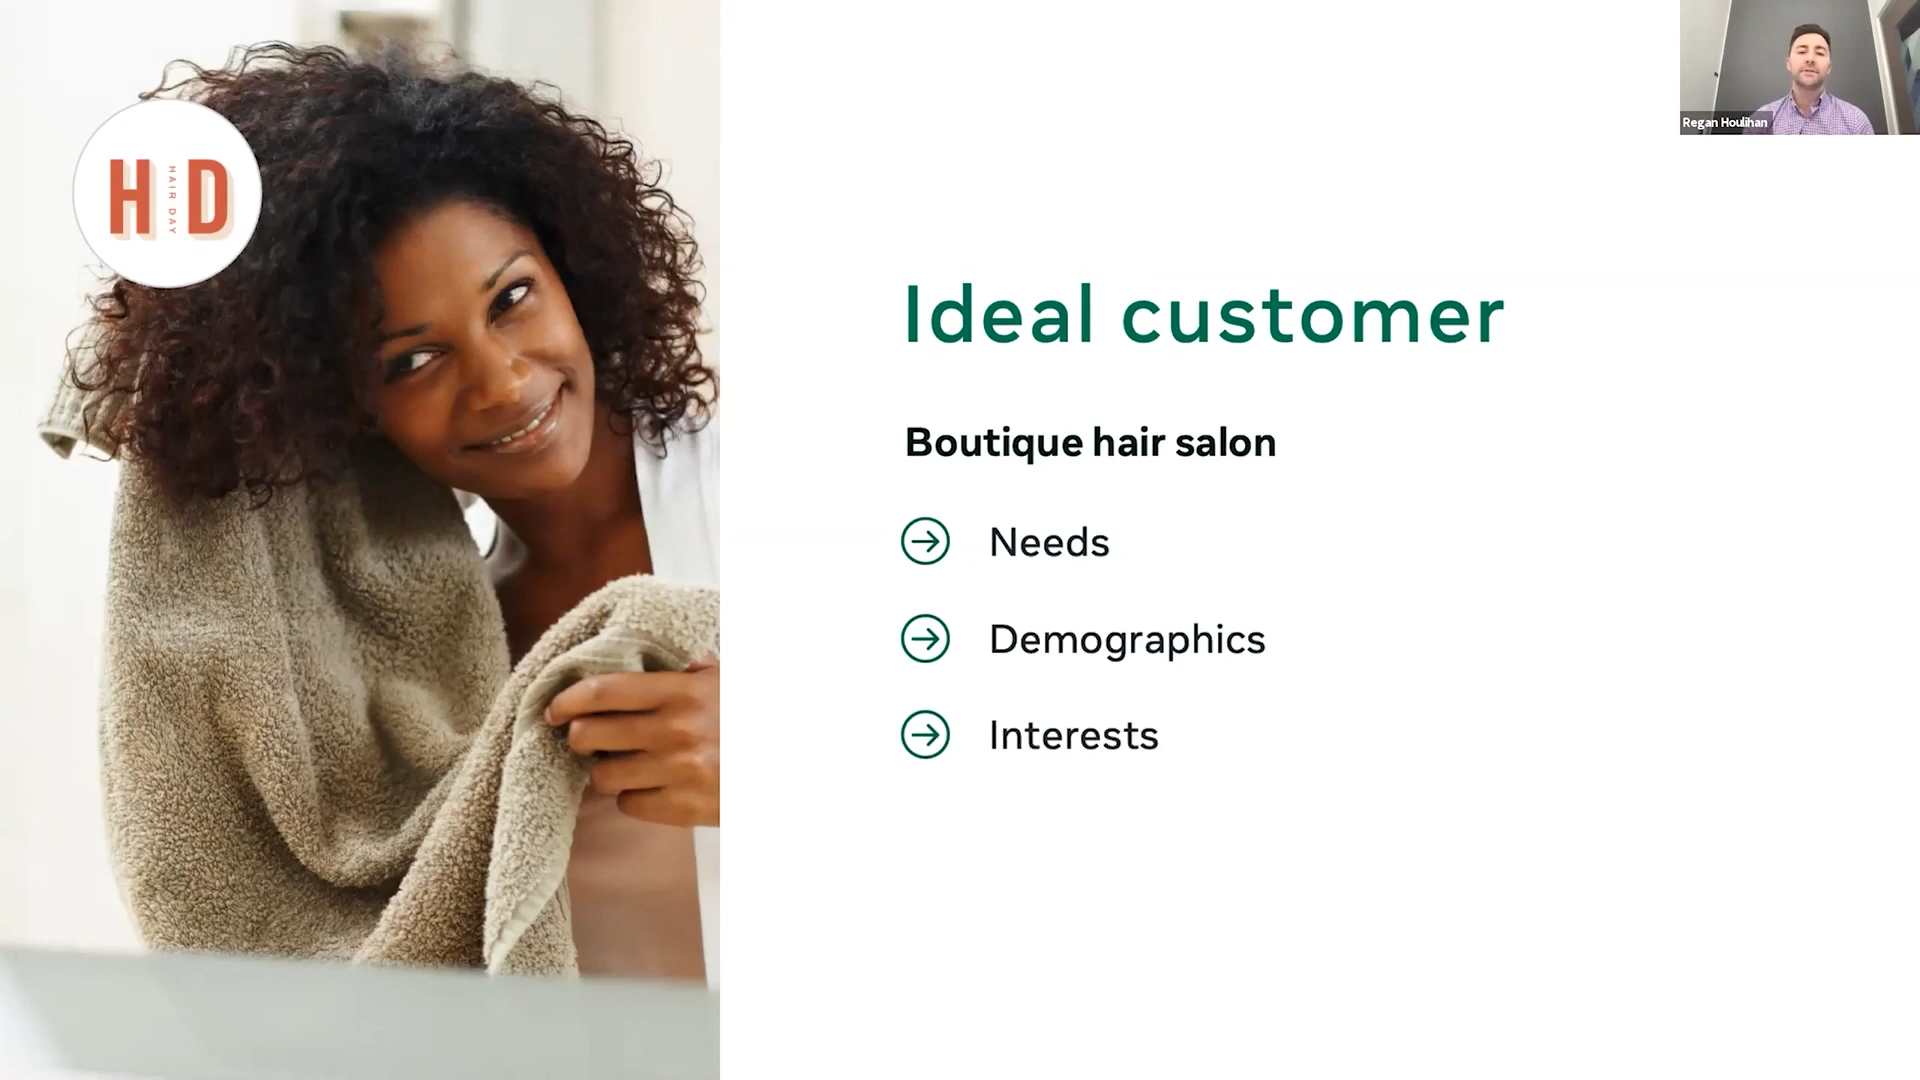 H HAIR DAY D
Regan Houlihan
Ideal customer
Boutique hair salon
Needs
Demographics
Interests